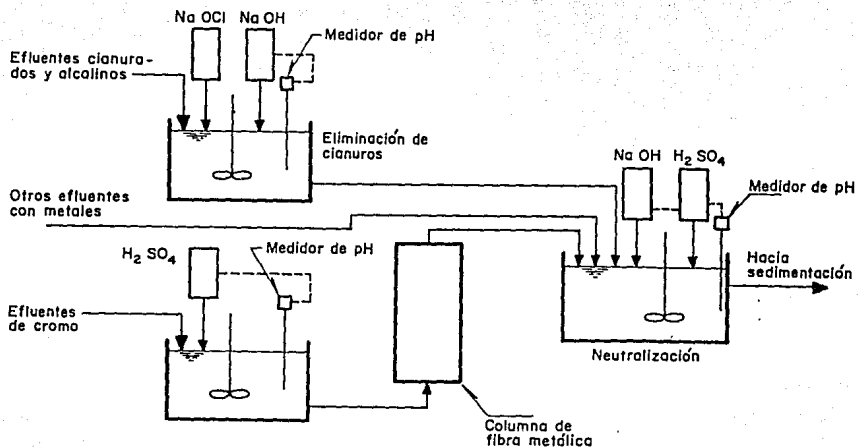 Na OCl Na OH
Medidor de pH
Efluentes cianura-
dos y alcalinos
Eliminación de
cianuros
Na OH H2 SO4
Medidor de pH
Otros efluentes
con metales
H2 SO4
Medidor de pH
Hacia
sedimentación
Efluentes
de cromo
Neutralización
Columna de
fibra metálica